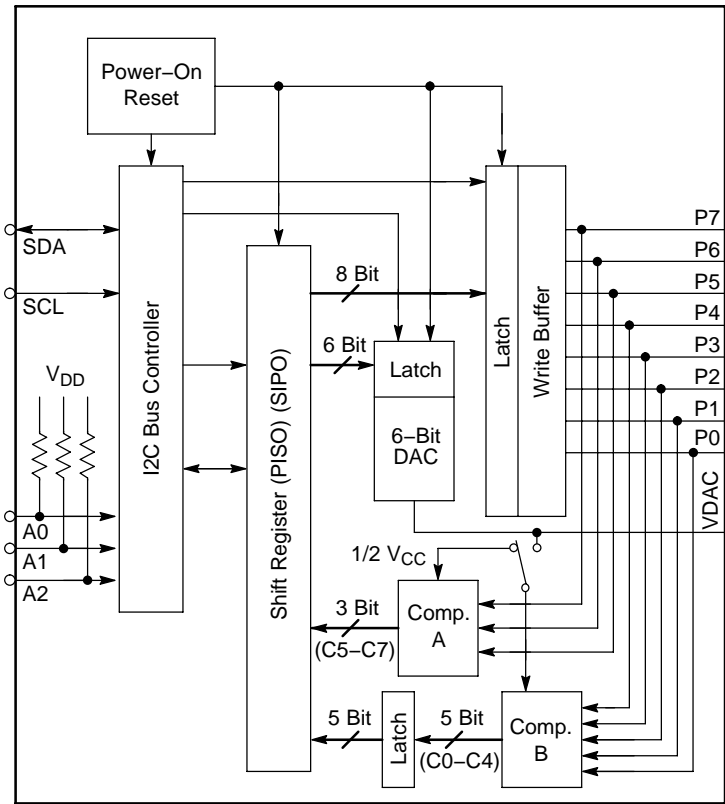 Power−On
Reset
SDA
SCL
V_DD
A0
A1
A2
I2C Bus Controller
Shift Register (PISO) (SIPO)
8 Bit
6 Bit
Latch
6−Bit
DAC
Latch
Write Buffer
P7
P6
P5
P4
P3
P2
P1
P0
VDAC
1/2 V_CC
3 Bit
(C5−C7)
Comp.
A
5 Bit
Latch
5 Bit
(C0−C4)
Comp.
B